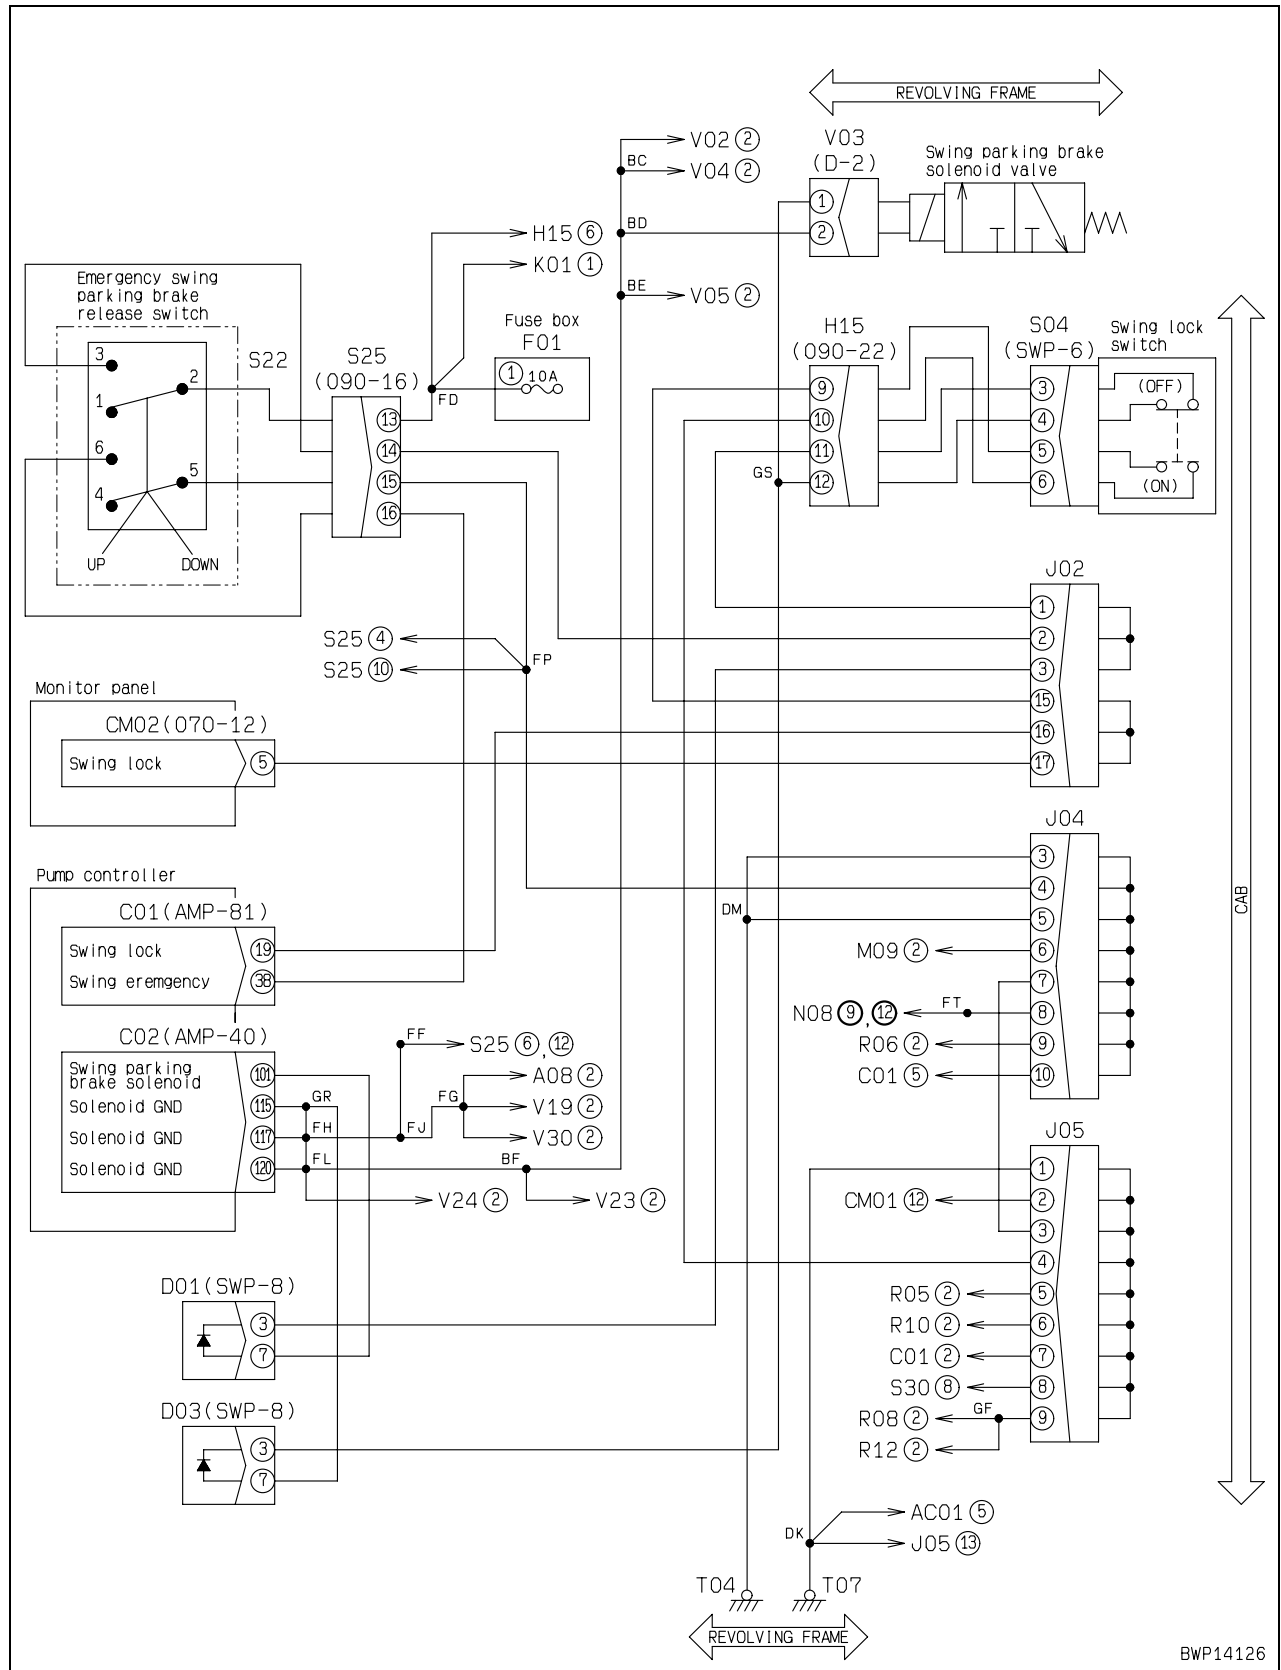 REVOLVING FRAME
V02 2
BC
V04 2
V03
(D-2)
Swing parking brake
solenoid valve
1
2
BD
H15 6
K01 1
BE
V05 2
Emergency swing
parking brake
release switch
S22
3
2
1
6
5
4
UP
DOWN
S25
(090-16)
13
14
15
16
FD
Fuse box
F01
1 10A
H15
(090-22)
9
10
11
12
GS
S04
(SWP-6)
3
4
5
6
Swing lock
switch
(OFF)
(ON)
J02
1
2
3
15
16
17
S25 4
S25 10
FP
Monitor panel
CM02(070-12)
Swing lock 5
Pump controller
C01(AMP-81)
Swing lock 19
Swing eremgency 38
C02(AMP-40)
Swing parking
brake solenoid 101
Solenoid GND 115
Solenoid GND 117
Solenoid GND 120
GR
FH
FL
FF
S25 6,12
FJ
FG
A08 2
V19 2
V30 2
BF
V24 2
V23 2
J04
3
4
5
6
7
8
9
10
DM
M09 2
N08 9,12
FT
R06 2
C01 5
CAB
J05
1
2
3
4
5
6
7
8
9
CM01 12
R05 2
R10 2
C01 2
S30 8
GF
R08 2
R12 2
D01(SWP-8)
3
7
D03(SWP-8)
3
7
DK
AC01 5
J05 13
T04
T07
REVOLVING FRAME
BWP14126